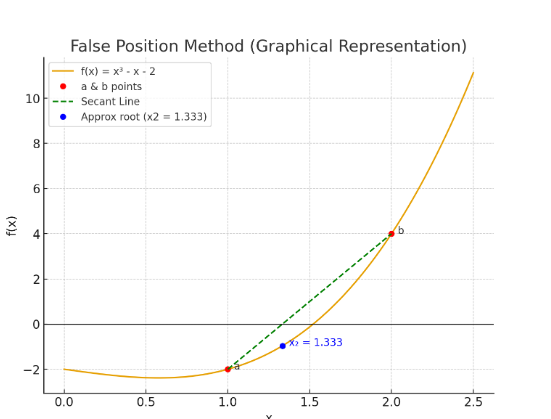 False Position Method (Graphical Representation)
f(x) = x³ - x - 2
a & b points
Secant Line
Approx root (x2 = 1.333)
f(x)
10
8
6
4
2
0
−2
b
a
x₂ = 1.333
0.0 0.5 1.0 1.5 2.0 2.5
x